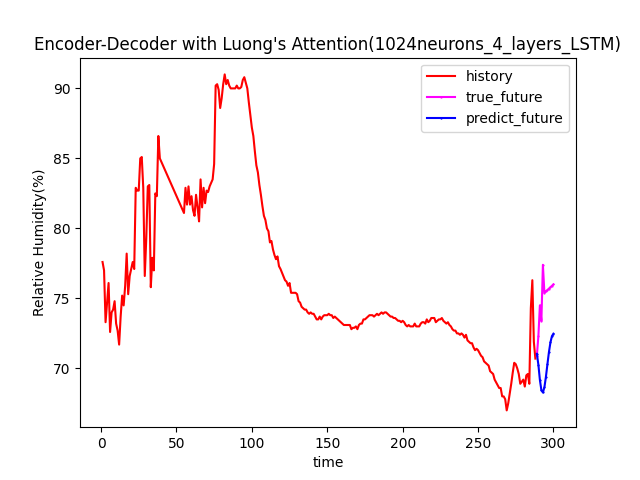 Encoder-Decoder with Luong's Attention(1024neurons_4_layers_LSTM)
history
true_future
predict_future
Relative Humidity(%)
90
85
80
75
70
0 50 100 150 200 250 300
time